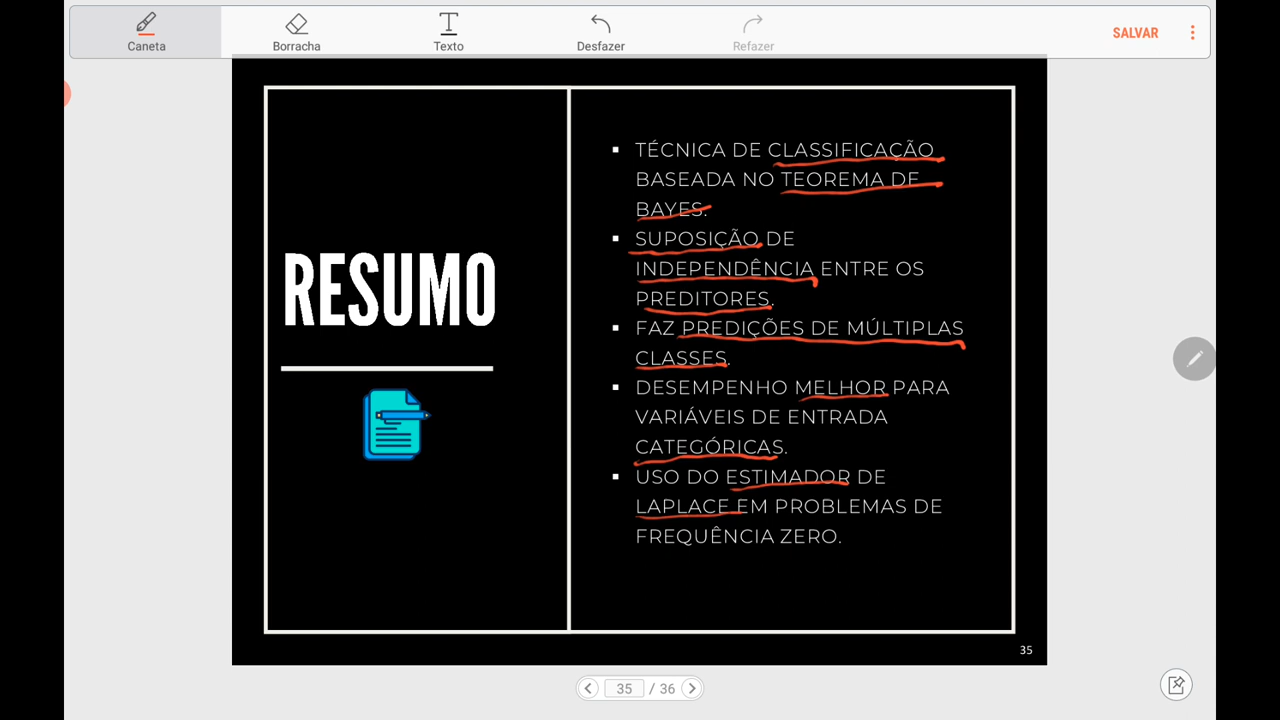 Caneta
Borracha
Texto
Desfazer
Refazer
SALVAR
RESUMO
▪ TÉCNICA DE CLASSIFICAÇÃO
BASEADA NO TEOREMA DE
BAYES.
▪ SUPOSIÇÃO DE
INDEPENDÊNCIA ENTRE OS
PREDITORES.
▪ FAZ PREDIÇÕES DE MÚLTIPLAS
CLASSES.
▪ DESEMPENHO MELHOR PARA
VARIÁVEIS DE ENTRADA
CATEGÓRICAS.
▪ USO DO ESTIMADOR DE
LAPLACE EM PROBLEMAS DE
FREQUÊNCIA ZERO.
35
35 / 36